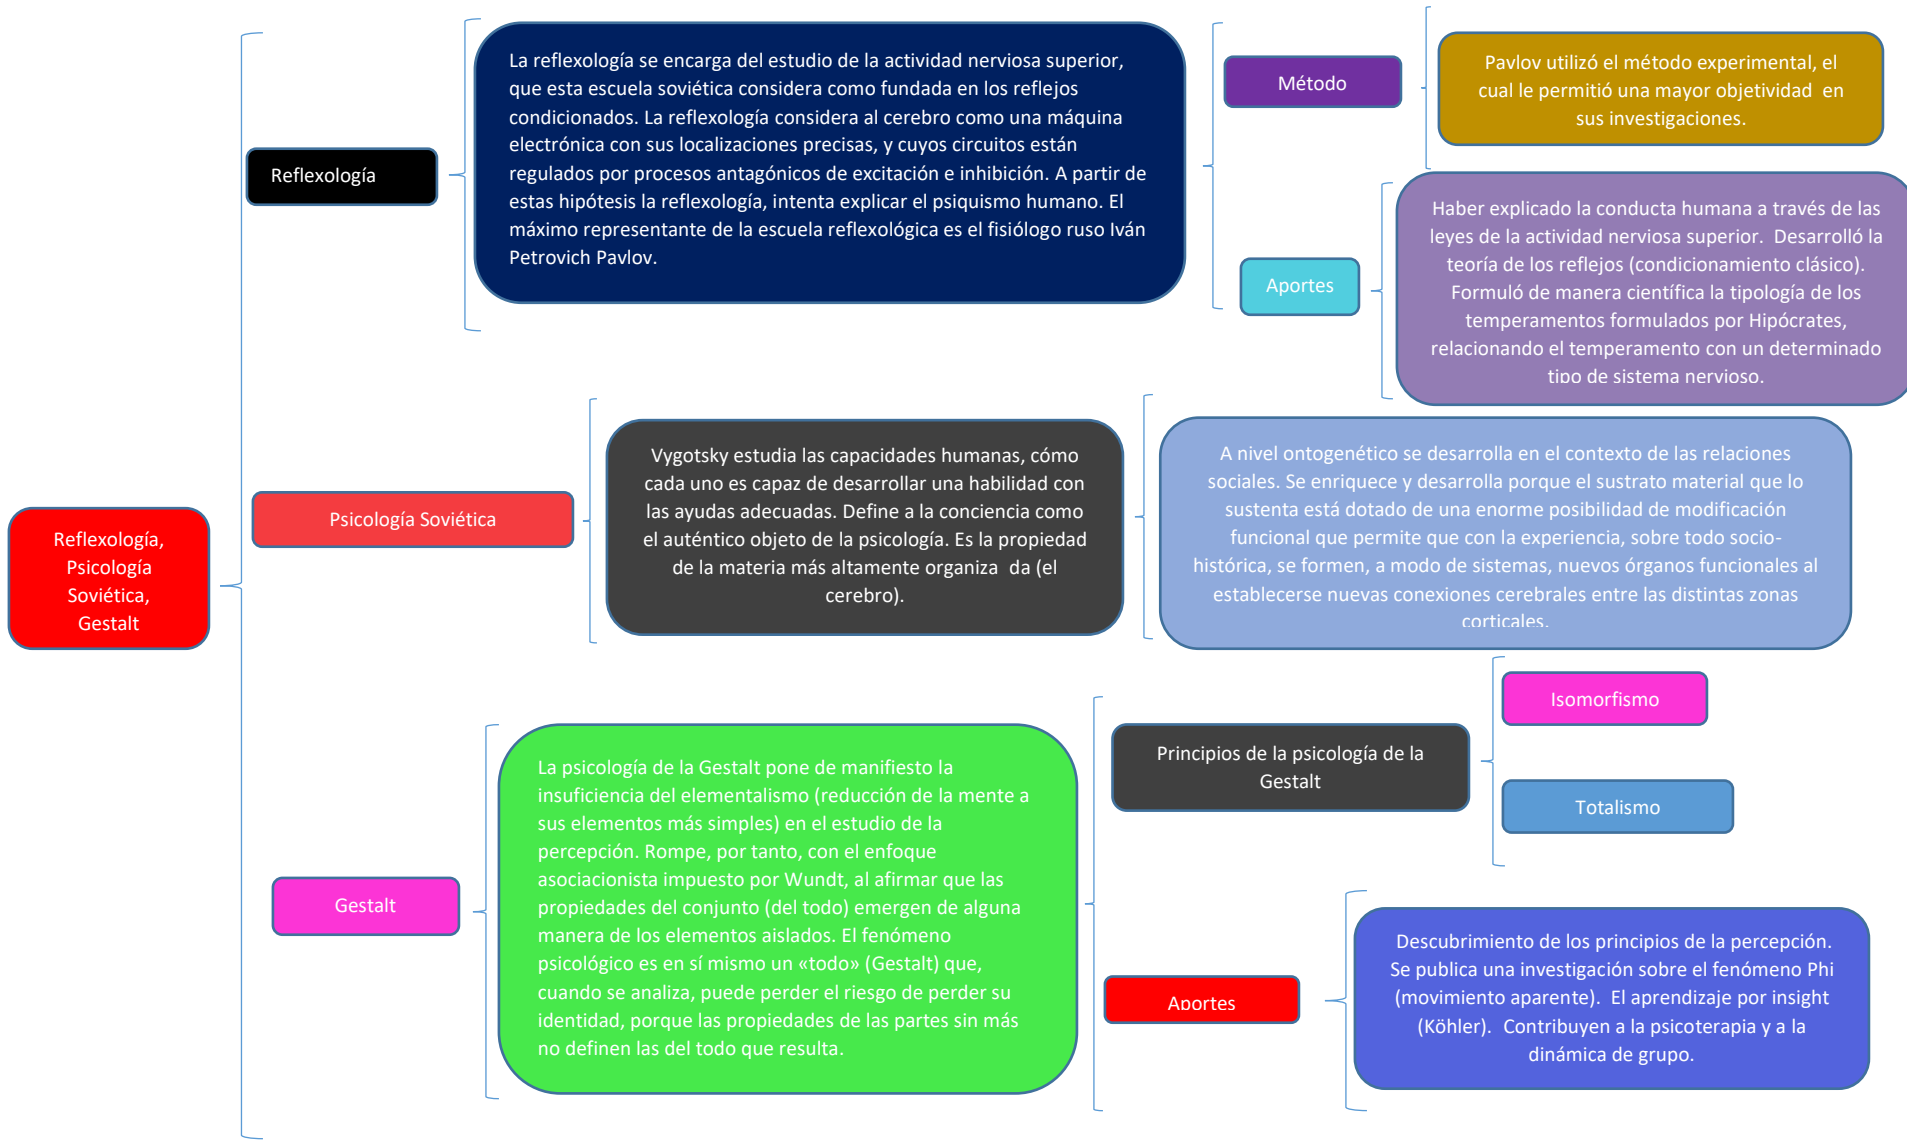 Reflexología,
Psicología
Soviética,
Gestalt
Reflexología
La reflexología se encarga del estudio de la actividad nerviosa superior,
que esta escuela soviética considera como fundada en los reflejos
condicionados. La reflexología considera al cerebro como una máquina
electrónica con sus localizaciones precisas, y cuyos circuitos están
regulados por procesos antagónicos de excitación e inhibición. A partir de
estas hipótesis la reflexología, intenta explicar el psiquismo humano. El
máximo representante de la escuela reflexológica es el fisiólogo ruso Iván
Petrovich Pavlov.
Método
Pavlov utilizó el método experimental, el
cual le permitió una mayor objetividad en
sus investigaciones.
Aportes
Haber explicado la conducta humana a través de las
leyes de la actividad nerviosa superior. Desarrolló la
teoría de los reflejos (condicionamiento clásico).
Formuló de manera científica la tipología de los
temperamentos formulados por Hipócrates,
relacionando el temperamento con un determinado
tipo de sistema nervioso.
Psicología Soviética
Vygotsky estudia las capacidades humanas, cómo
cada uno es capaz de desarrollar una habilidad con
las ayudas adecuadas. Define a la conciencia como
el auténtico objeto de la psicología. Es la propiedad
de la materia más altamente organiza da (el
cerebro).
A nivel ontogenético se desarrolla en el contexto de las relaciones
sociales. Se enriquece y desarrolla porque el sustrato material que lo
sustenta está dotado de una enorme posibilidad de modificación
funcional que permite que con la experiencia, sobre todo socio-
histórica, se formen, a modo de sistemas, nuevos órganos funcionales al
establecerse nuevas conexiones cerebrales entre las distintas zonas
corticales.
Gestalt
La psicología de la Gestalt pone de manifiesto la
insuficiencia del elementalismo (reducción de la mente a
sus elementos más simples) en el estudio de la
percepción. Rompe, por tanto, con el enfoque
asociacionista impuesto por Wundt, al afirmar que las
propiedades del conjunto (del todo) emergen de alguna
manera de los elementos aislados. El fenómeno
psicológico es en sí mismo un «todo» (Gestalt) que,
cuando se analiza, puede perder el riesgo de perder su
identidad, porque las propiedades de las partes sin más
no definen las del todo que resulta.
Principios de la psicología de la
Gestalt
Isomorfismo
Totalismo
Aportes
Descubrimiento de los principios de la percepción.
Se publica una investigación sobre el fenómeno Phi
(movimiento aparente). El aprendizaje por insight
(Köhler). Contribuyen a la psicoterapia y a la
dinámica de grupo.